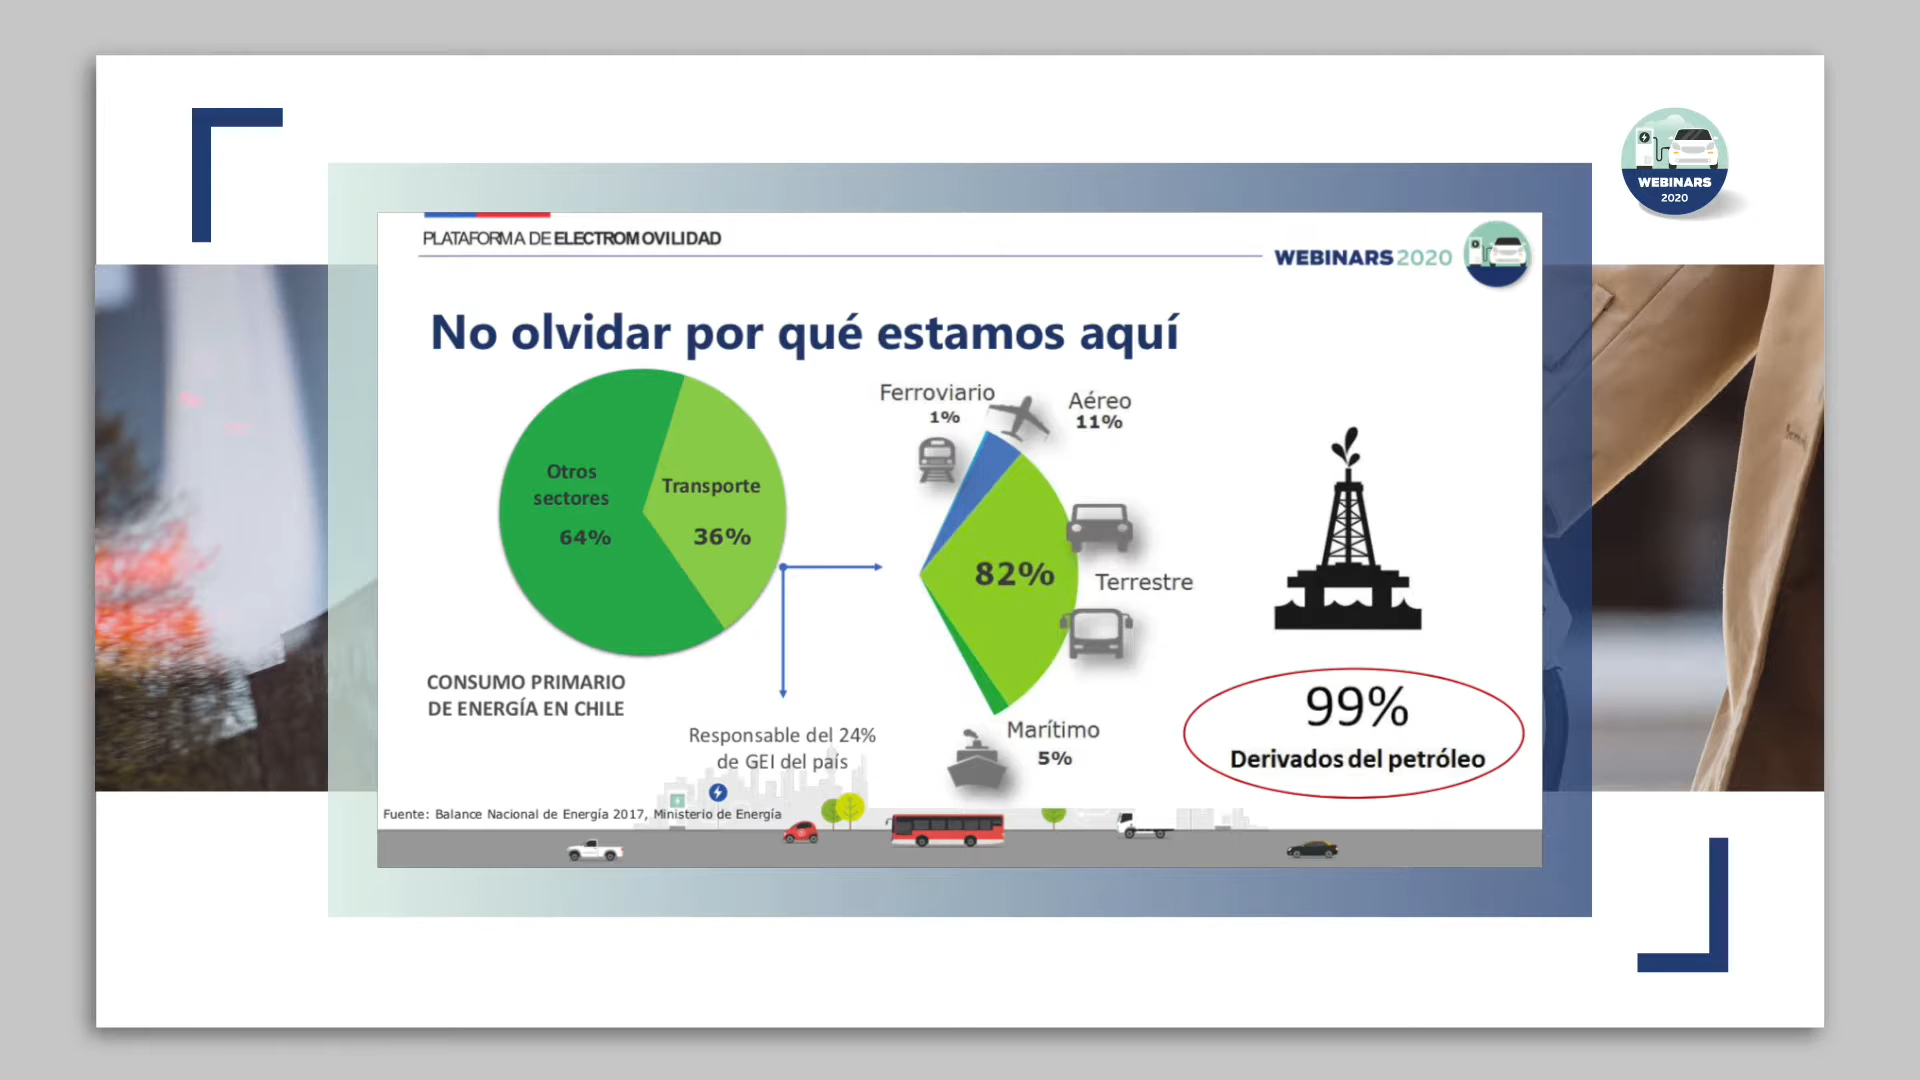 WEBINARS
2020
PLATAFORMA DE ELECTROMOVILIDAD
WEBINARS 2020
No olvidar por qué estamos aquí
Otros
sectores
64%
Transporte
36%
CONSUMO PRIMARIO
DE ENERGÍA EN CHILE
Responsable del 24%
de GEI del país
Ferroviario
1%
Aéreo
11%
82%
Terrestre
Marítimo
5%
99%
Derivados del petróleo
Fuente: Balance Nacional de Energía 2017, Ministerio de Energía